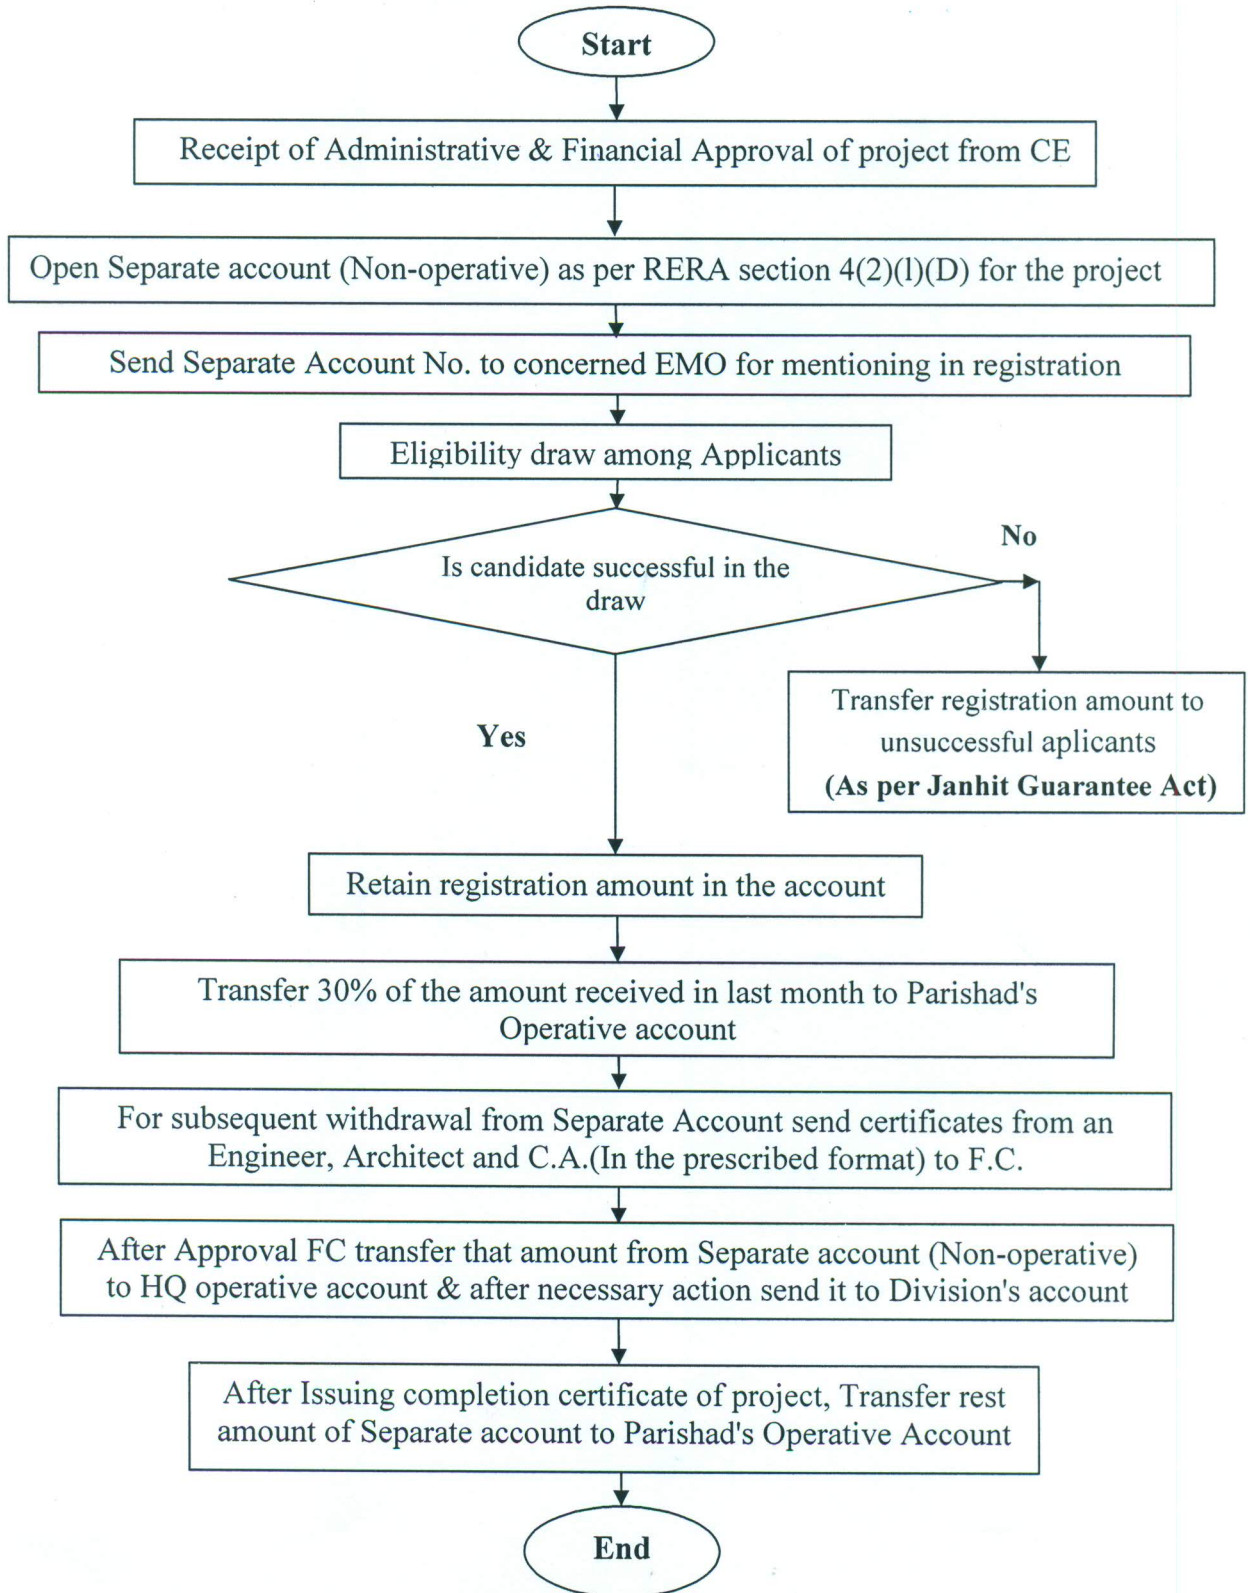 Start
Receipt of Administrative & Financial Approval of project from CE
Open Separate account (Non-operative) as per RERA section 4(2)(l)(D) for the project
Send Separate Account No. to concerned EMO for mentioning in registration
Eligibility draw among Applicants
Is candidate successful in the
draw
No
Transfer registration amount to
unsuccessful aplicants
(As per Janhit Guarantee Act)
Yes
Retain registration amount in the account
Transfer 30% of the amount received in last month to Parishad's
Operative account
For subsequent withdrawal from Separate Account send certificates from an
Engineer, Architect and C.A.(In the prescribed format) to F.C.
After Approval FC transfer that amount from Separate account (Non-operative)
to HQ operative account & after necessary action send it to Division's account
After Issuing completion certificate of project, Transfer rest
amount of Separate account to Parishad's Operative Account
End